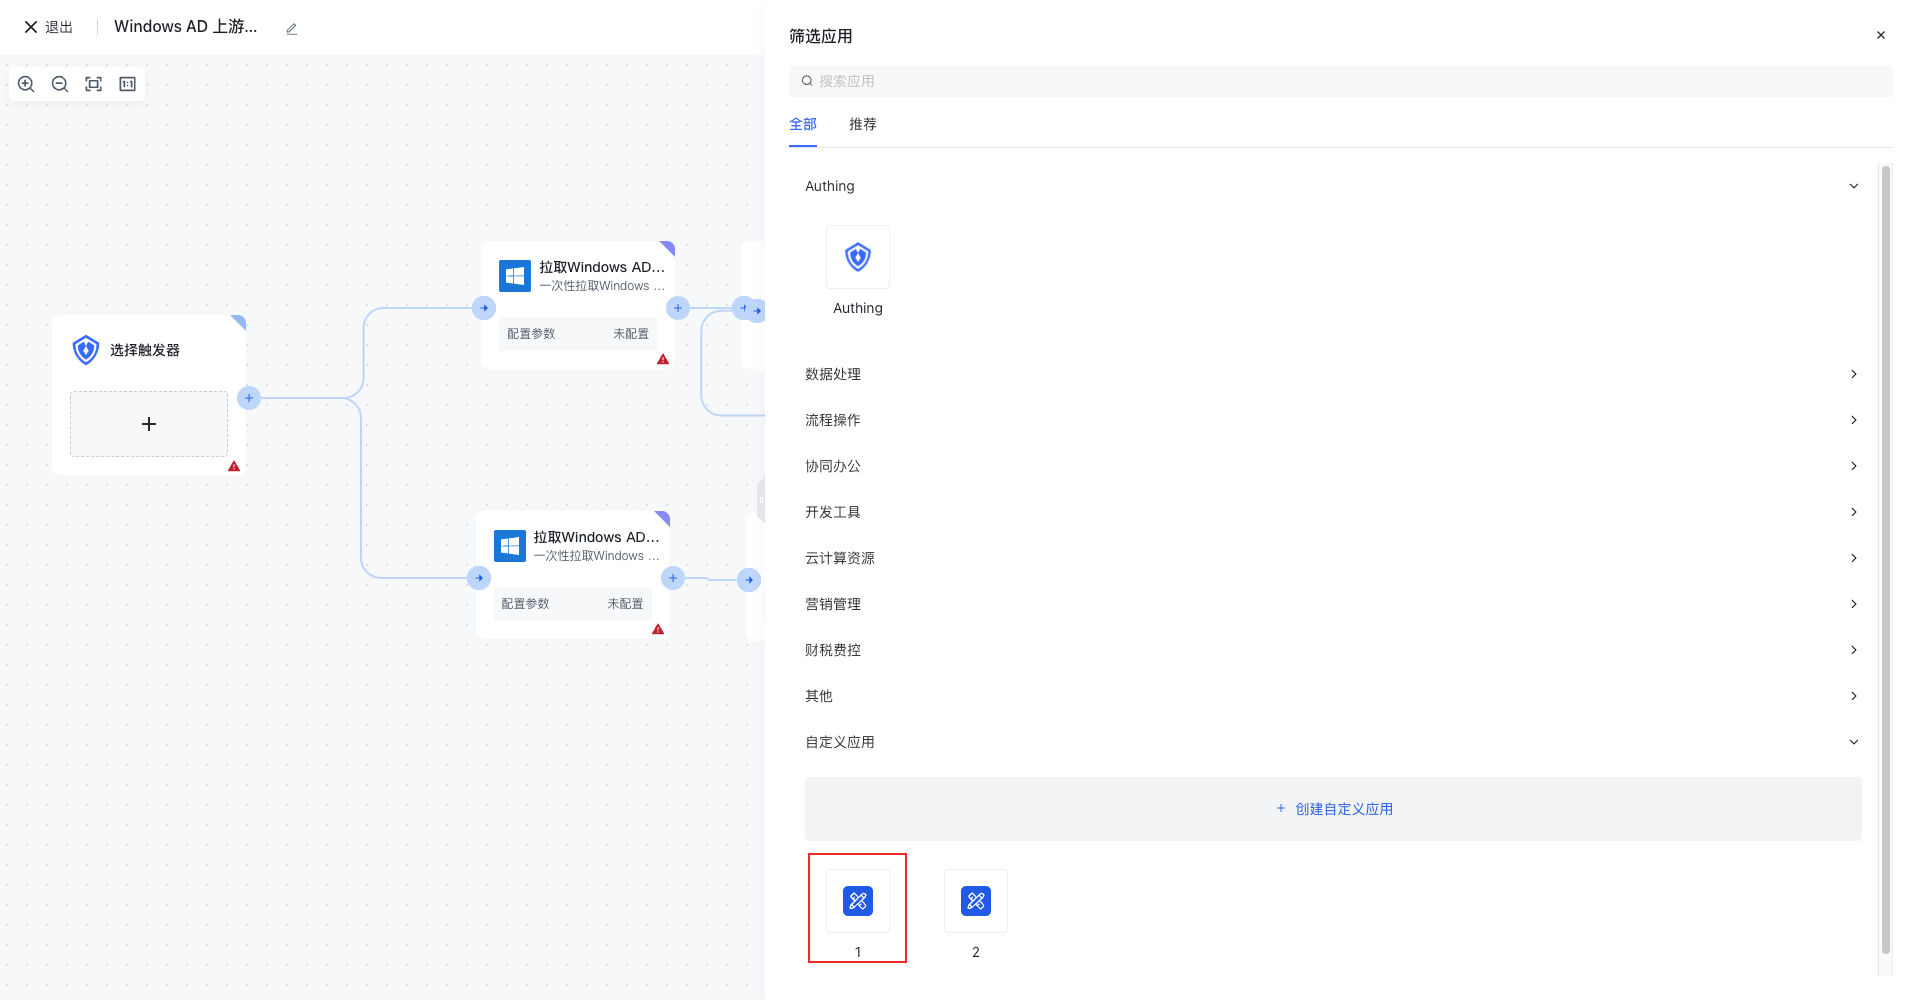 退出
Windows AD 上游...
1:1
选择触发器
拉取Windows AD...
一次性拉取Windows ...
配置参数 未配置
拉取Windows AD...
一次性拉取Windows ...
配置参数 未配置
筛选应用
搜索应用
全部 推荐
Authing
Authing
数据处理
流程操作
协同办公
开发工具
云计算资源
营销管理
财税费控
其他
自定义应用
+ 创建自定义应用
1 2